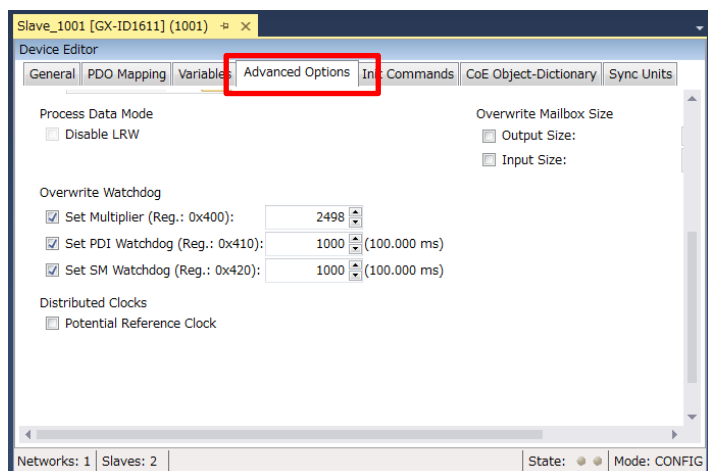 Slave_1001 [GX-ID1611] (1001)
Device Editor
General PDO Mapping Variables Advanced Options Init Commands CoE Object-Dictionary Sync Units
Process Data Mode
Disable LRW
Overwrite Mailbox Size
Output Size:
Input Size:
Overwrite Watchdog
Set Multiplier (Reg.: 0x400): 2498
Set PDI Watchdog (Reg.: 0x410): 1000 (100.000 ms)
Set SM Watchdog (Reg.: 0x420): 1000 (100.000 ms)
Distributed Clocks
Potential Reference Clock
Networks: 1 Slaves: 2 State: Mode: CONFIG